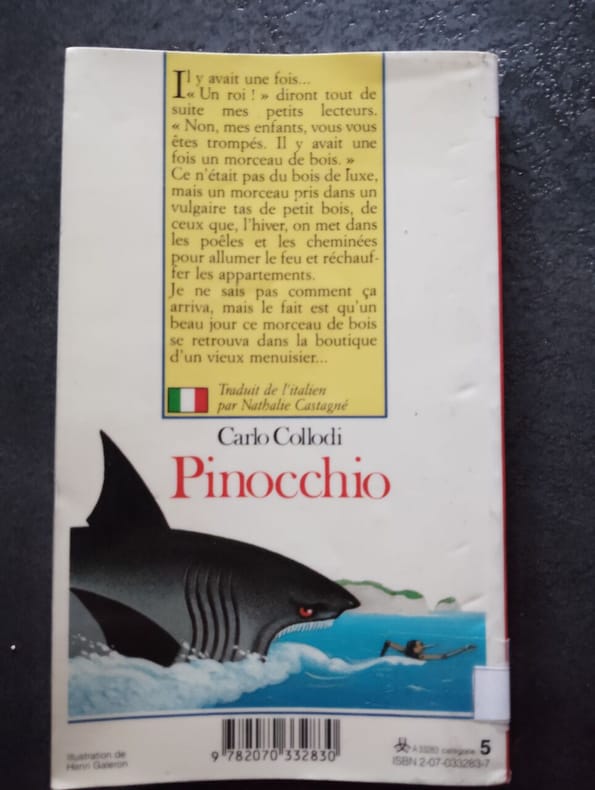 Il y avait une fois...
« Un roi ! » diront tout de
suite mes petits lecteurs.
« Non, mes enfants, vous vous
êtes trompés. Il y avait une
fois un morceau de bois. »
Ce n'était pas du bois de luxe,
mais un morceau pris dans un
vulgaire tas de petit bois, de
ceux que, l'hiver, on met dans
les poêles et les cheminées
pour allumer le feu et réchauf-
fer les appartements.
Je ne sais pas comment ça
arriva, mais le fait est qu'un
beau jour ce morceau de bois
se retrouva dans la boutique
d'un vieux menuisier...
Traduit de l'italien
par Nathalie Castagné
Carlo Collodi
Pinocchio
Illustration de
Henri Galeron
9 782070 332830
A 33283 catégorie 5
ISBN 2-07-033283-7